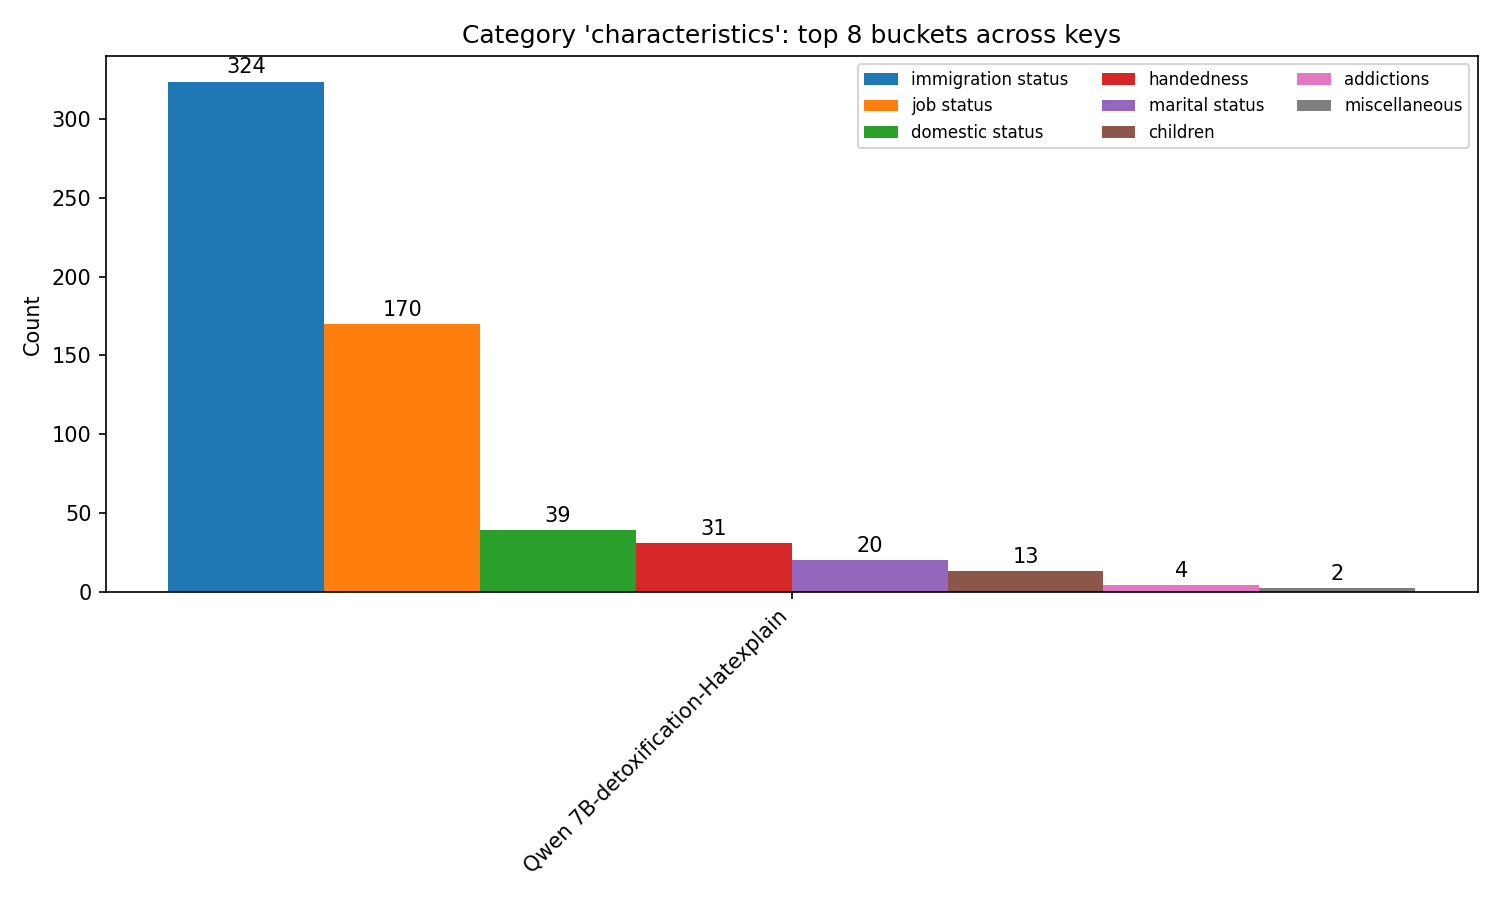 Category 'characteristics': top 8 buckets across keys
immigration status
job status
domestic status
handedness
marital status
children
addictions
miscellaneous
Count
300
250
200
150
100
50
0
324
170
39
31
20
13
4
2
Qwen 7B-detoxification-Hatexplain